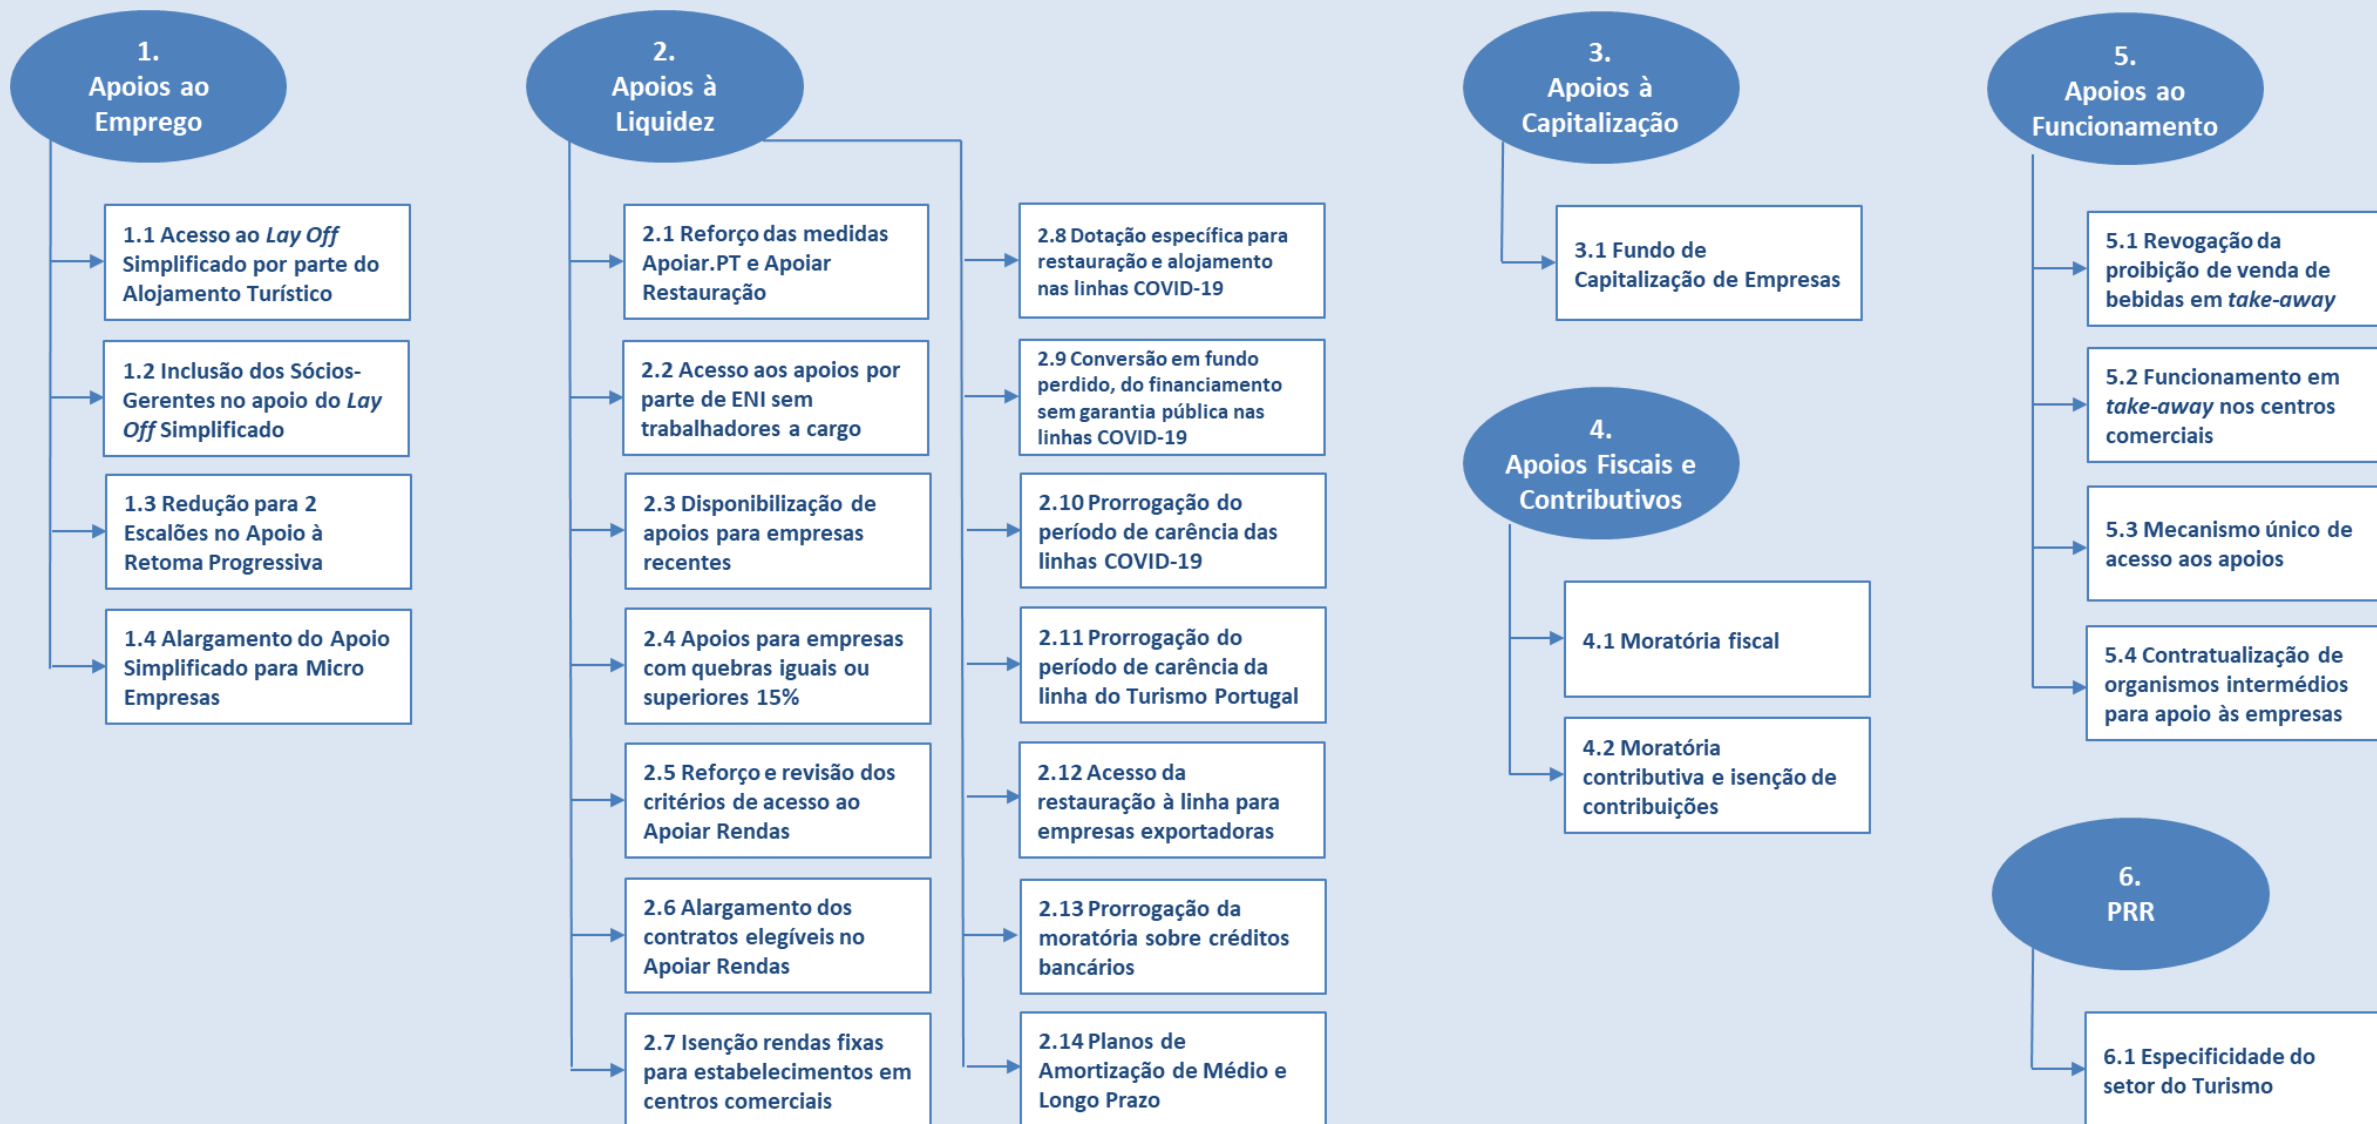 1.
Apoios ao
Emprego
1.1 Acesso ao Lay Off
Simplificado por parte do
Alojamento Turístico
1.2 Inclusão dos Sócios-
Gerentes no apoio do Lay
Off Simplificado
1.3 Redução para 2
Escalões no Apoio à
Retoma Progressiva
1.4 Alargamento do Apoio
Simplificado para Micro
Empresas
2.
Apoios à
Liquidez
2.1 Reforço das medidas
Apoiar.PT e Apoiar
Restauração
2.2 Acesso aos apoios por
parte de ENI sem
trabalhadores a cargo
2.3 Disponibilização de
apoios para empresas
recentes
2.4 Apoios para empresas
com quebras iguais ou
superiores 15%
2.5 Reforço e revisão dos
critérios de acesso ao
Apoiar Rendas
2.6 Alargamento dos
contratos elegíveis no
Apoiar Rendas
2.7 Isenção rendas fixas
para estabelecimentos em
centros comerciais
2.8 Dotação específica para
restauração e alojamento
nas linhas COVID-19
2.9 Conversão em fundo
perdido, do financiamento
sem garantia pública nas
linhas COVID-19
2.10 Prorrogação do
período de carência das
linhas COVID-19
2.11 Prorrogação do
período de carência da
linha do Turismo Portugal
2.12 Acesso da
restauração à linha para
empresas exportadoras
2.13 Prorrogação da
moratória sobre créditos
bancários
2.14 Planos de
Amortização de Médio e
Longo Prazo
3.
Apoios à
Capitalização
3.1 Fundo de
Capitalização de Empresas
4.
Apoios Fiscais e
Contributivos
4.1 Moratória fiscal
4.2 Moratória
contributiva e isenção de
contribuições
5.
Apoios ao
Funcionamento
5.1 Revogação da
proibição de venda de
bebidas em take-away
5.2 Funcionamento em
take-away nos centros
comerciais
5.3 Mecanismo único de
acesso aos apoios
5.4 Contratualização de
organismos intermédios
para apoio às empresas
6.
PRR
6.1 Especificidade do
setor do Turismo